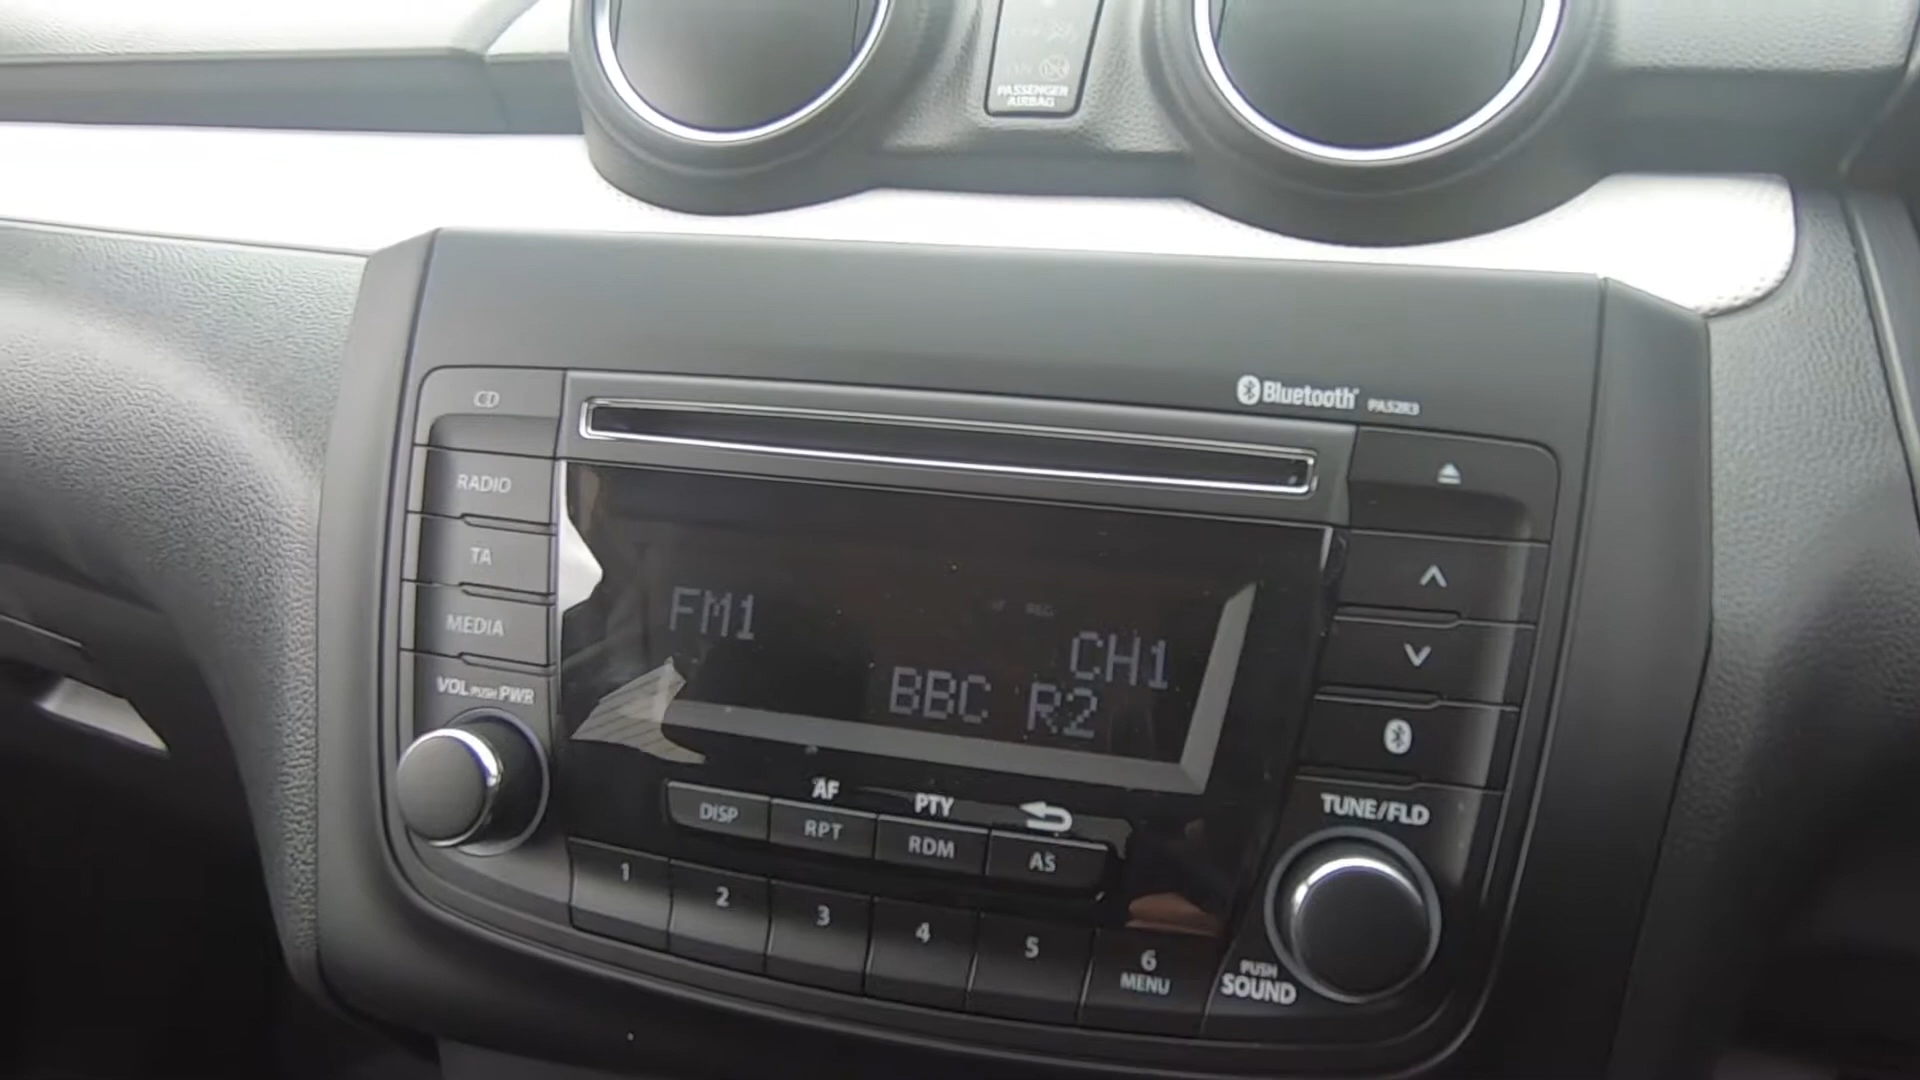 PASSENGER
AIRBAG
Bluetooth
CD
RADIO
TA
MEDIA
VOL PUSH PWR
FM1
CH1
BBC R2
AF
PTY
DISP
RPT
RDM
AS
TUNE/FLD
1
2
3
4
5
6
MENU
PUSH
SOUND